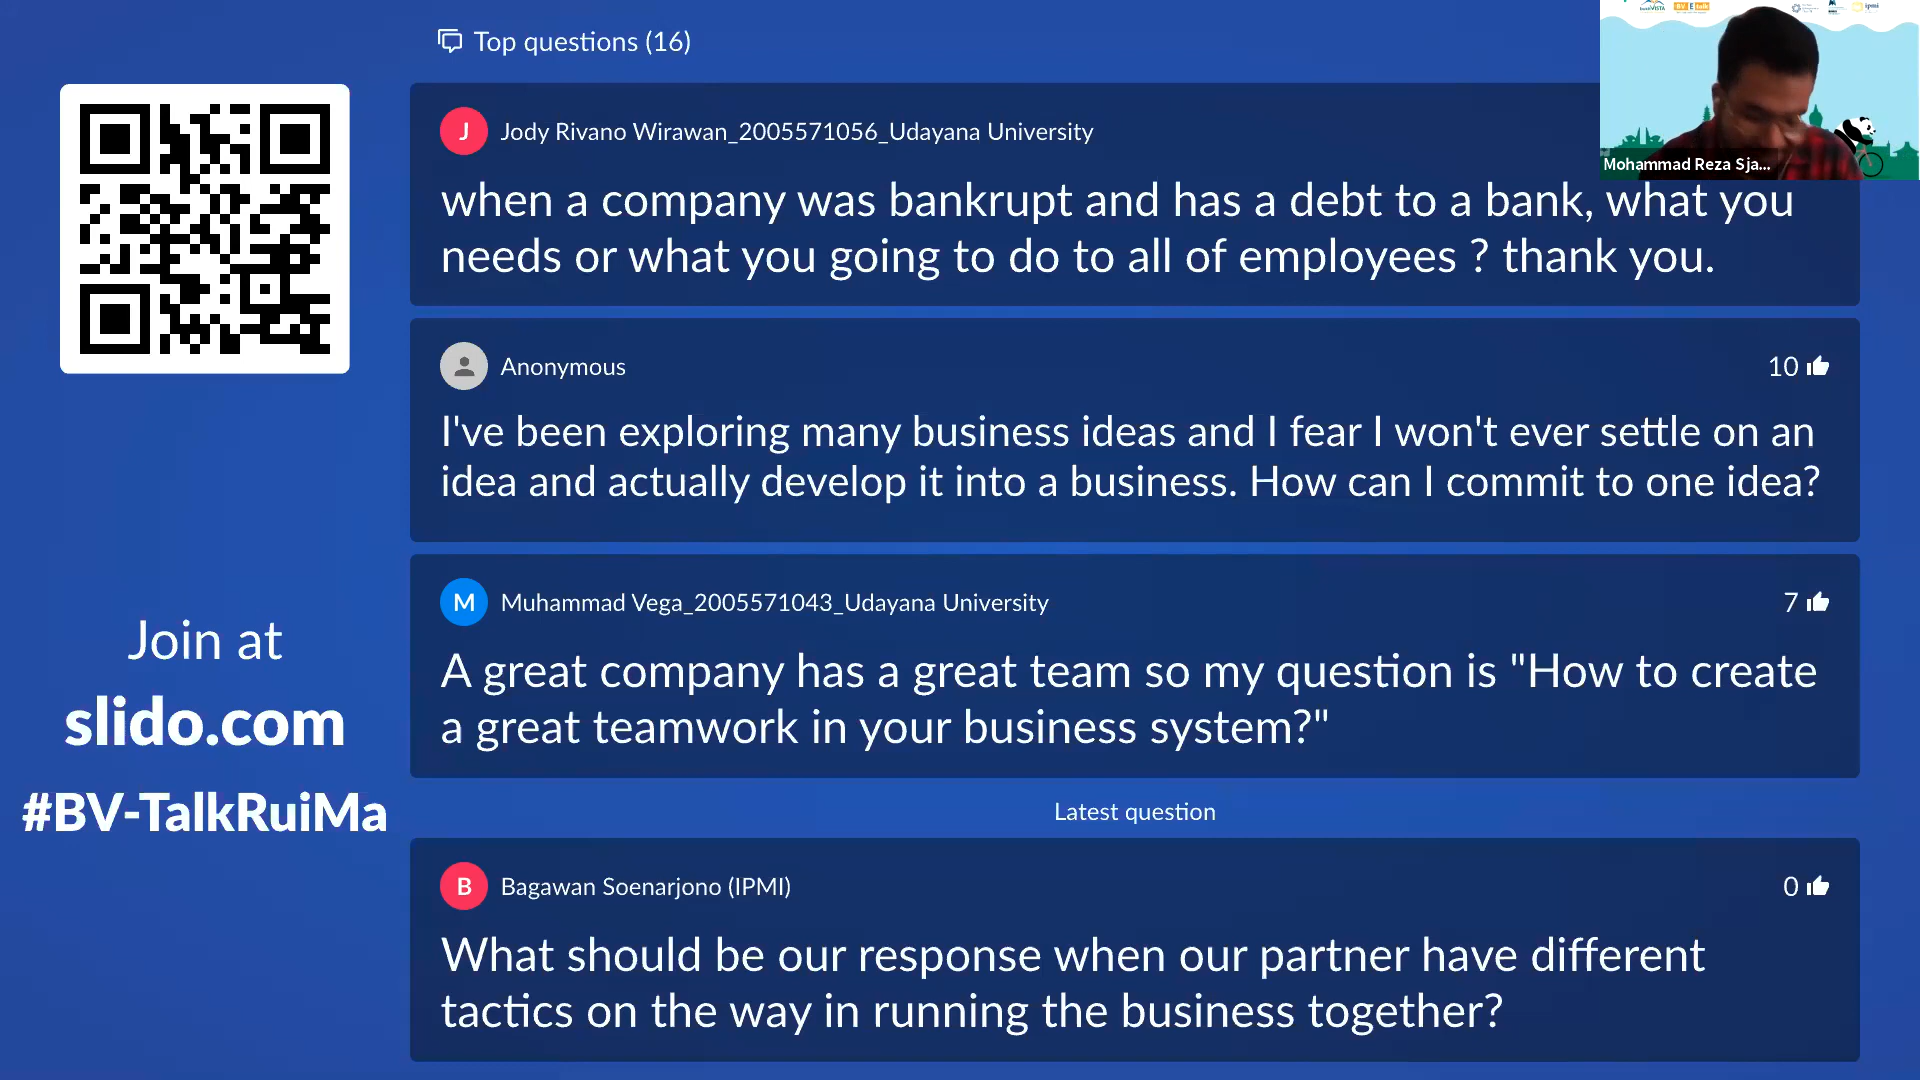 Top questions (16)
J
Jody Rivano Wirawan_2005571056_Udayana University
when a company was bankrupt and has a debt to a bank, what you
needs or what you going to do to all of employees ? thank you.
Anonymous
10
I've been exploring many business ideas and I fear I won't ever settle on an
idea and actually develop it into a business. How can I commit to one idea?
M
Muhammad Vega_2005571043_Udayana University
7
A great company has a great team so my question is "How to create
a great teamwork in your business system?"
Latest question
B
Bagawan Soenarjono (IPMI)
0
What should be our response when our partner have different
tactics on the way in running the business together?
Join at
slido.com
#BV-TalkRuiMa
ipmi
Mohammad Reza Sja...